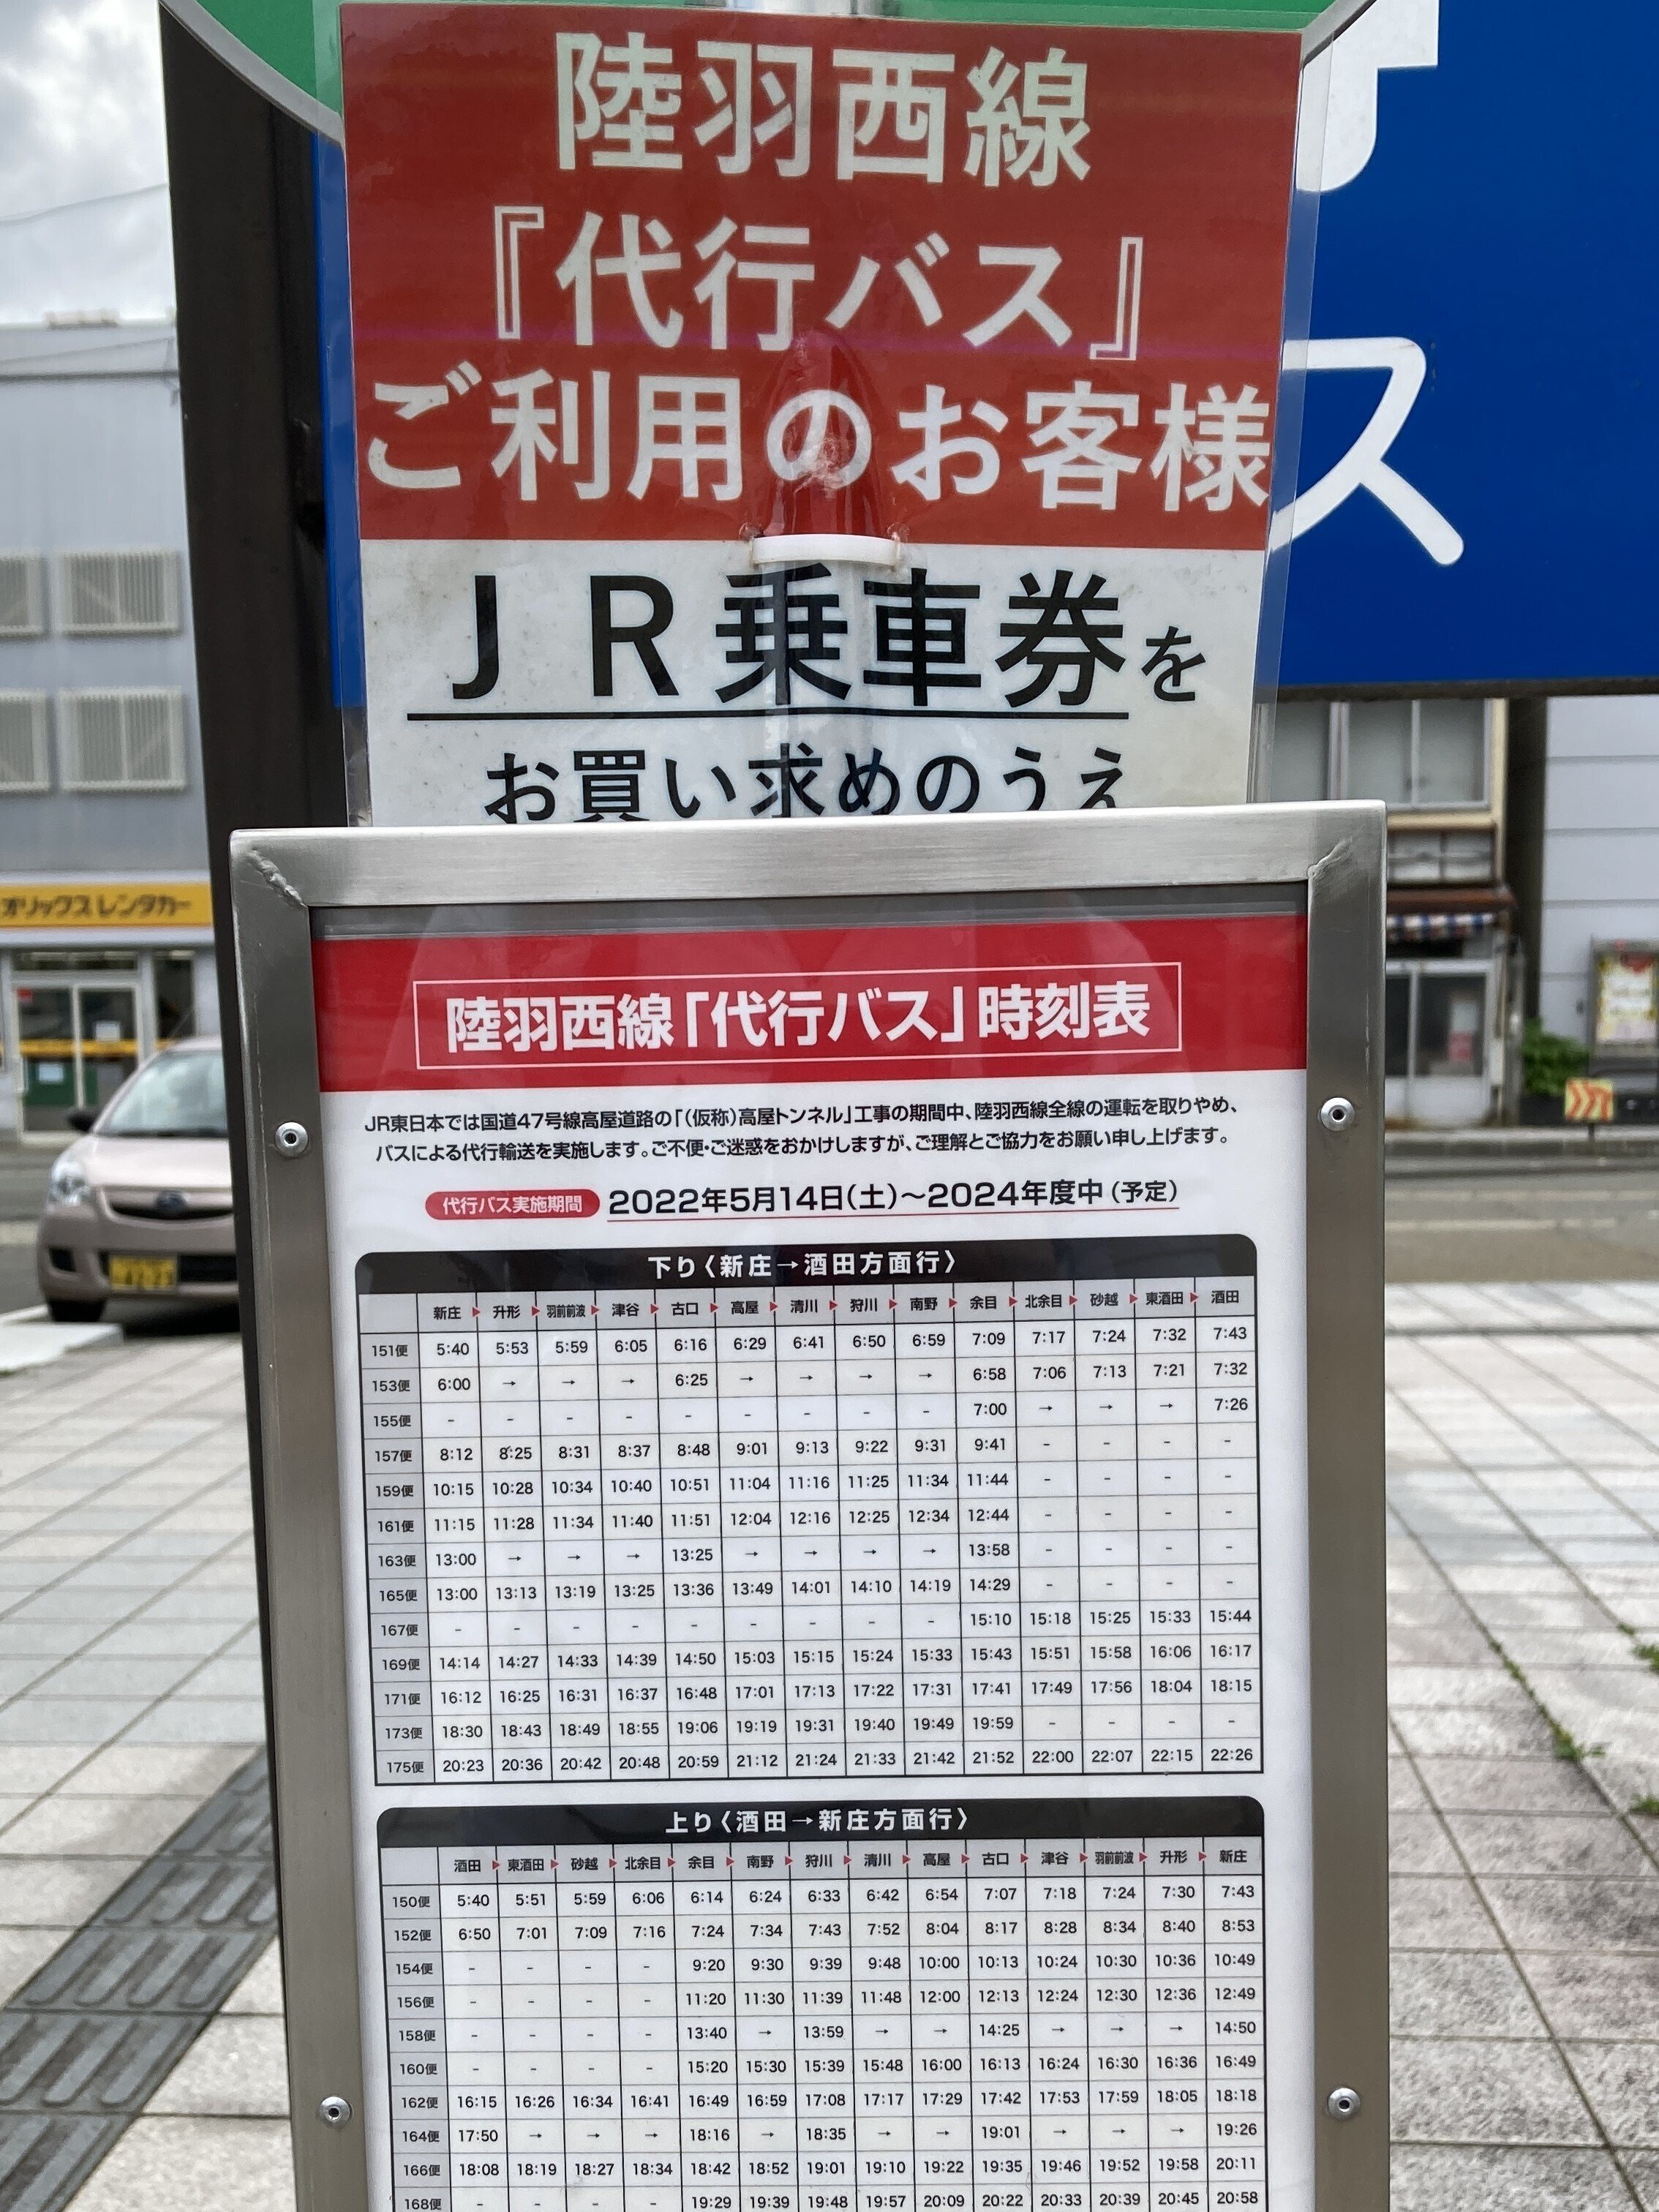 陸羽西線
『代行バス』
ご利用のお客様
ＪＲ乗車券を
お買い求めのうえ
ス
オリックスレンタカー
陸羽西線「代行バス」時刻表
JR東日本では国道47号線高屋道路の「(仮称)高屋トンネル」工事の期間中、陸羽西線全線の運転を取りやめ、
バスによる代行輸送を実施します。ご不便・ご迷惑をおかけしますが、ご理解とご協力をお願い申し上げます。
代行バス実施期間 2022年5月14日(土)～2024年度中(予定)
下り〈新庄→酒田方面行〉
新庄 升形 羽前前波 津谷 古口 高屋 清川 狩川 南野 余目 北余目 砂越 東酒田 酒田
151便 5:40 5:53 5:59 6:05 6:16 6:29 6:41 6:50 6:59 7:09 7:17 7:24 7:32 7:43
153便 6:00 → → → 6:25 → → → → 6:58 7:06 7:13 7:21 7:32
155便 - - - - - - - - - 7:00 → → → 7:26
157便 8:12 8:25 8:31 8:37 8:48 9:01 9:13 9:22 9:31 9:41 - - - -
159便 10:15 10:28 10:34 10:40 10:51 11:04 11:16 11:25 11:34 11:44 - - - -
161便 11:15 11:28 11:34 11:40 11:51 12:04 12:16 12:25 12:34 12:44 - - - -
163便 13:00 → → → 13:25 → → → → 13:58 - - - -
165便 13:00 13:13 13:19 13:25 13:36 13:49 14:01 14:10 14:19 14:29 - - - -
167便 - - - - - - - - - 15:10 15:18 15:25 15:33 15:44
169便 14:14 14:27 14:33 14:39 14:50 15:03 15:15 15:24 15:33 15:43 15:51 15:58 16:06 16:17
171便 16:12 16:25 16:31 16:37 16:48 17:01 17:13 17:22 17:31 17:41 17:49 17:56 18:04 18:15
173便 18:30 18:43 18:49 18:55 19:06 19:19 19:31 19:40 19:49 19:59 - - - -
175便 20:23 20:36 20:42 20:48 20:59 21:12 21:24 21:33 21:42 21:52 22:00 22:07 22:15 22:26
上り〈酒田→新庄方面行〉
酒田 東酒田 砂越 北余目 余目 南野 狩川 清川 高屋 古口 津谷 羽前前波 升形 新庄
150便 5:40 5:51 5:59 6:06 6:14 6:24 6:33 6:42 6:54 7:07 7:18 7:24 7:30 7:43
152便 6:50 7:01 7:09 7:16 7:24 7:34 7:43 7:52 8:04 8:17 8:28 8:34 8:40 8:53
154便 - - - - 9:20 9:30 9:39 9:48 10:00 10:13 10:24 10:30 10:36 10:49
156便 - - - - 11:20 11:30 11:39 11:48 12:00 12:13 12:24 12:30 12:36 12:49
158便 - - - - 13:40 → 13:59 → → 14:25 → → → 14:50
160便 - - - - 15:20 15:30 15:39 15:48 16:00 16:13 16:24 16:30 16:36 16:49
162便 16:15 16:26 16:34 16:41 16:49 16:59 17:08 17:17 17:29 17:42 17:53 17:59 18:05 18:18
164便 17:50 → → → 18:16 → 18:35 → → 19:01 → → → 19:26
166便 18:08 18:19 18:27 18:34 18:42 18:52 19:01 19:10 19:22 19:35 19:46 19:52 19:58 20:11
168便 - - - - 19:29 19:39 19:48 19:57 20:09 20:22 20:33 20:39 20:45 20:58